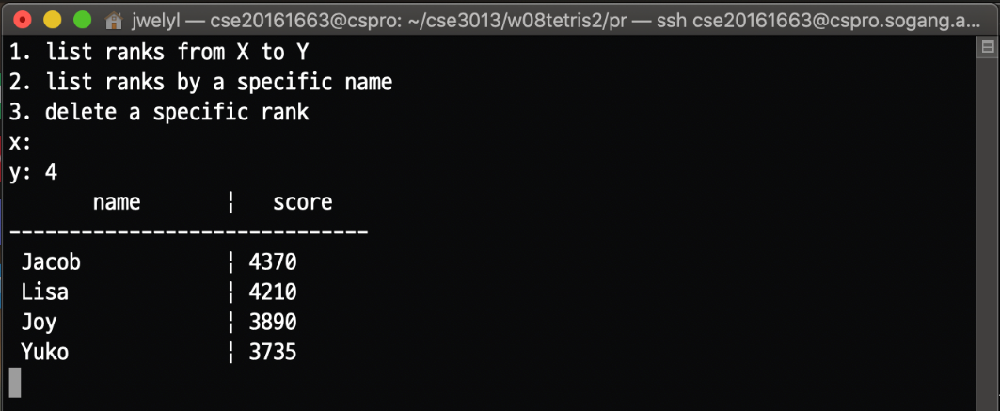 jwelyl — cse20161663@cspro: ~/cse3013/w08tetris2/pr — ssh cse20161663@cspro.sogang.a...
1. list ranks from X to Y
2. list ranks by a specific name
3. delete a specific rank
x:
y: 4
name ¦ score
------------------------------
Jacob ¦ 4370
Lisa ¦ 4210
Joy ¦ 3890
Yuko ¦ 3735